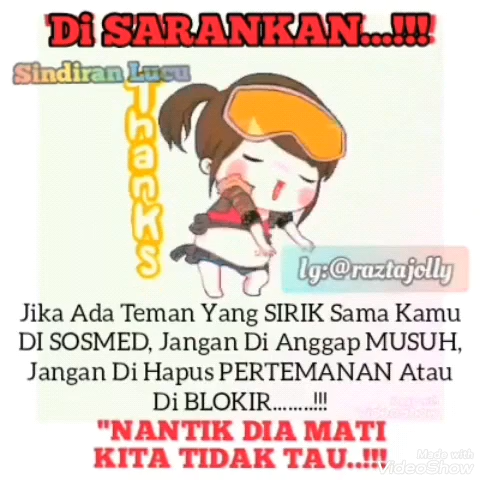 Di SARANKAN...!!!
Sindiran Lucu
Thanks
Ig:@raztajolly
Jika Ada Teman Yang SIRIK Sama Kamu
DI SOSMED, Jangan Di Anggap MUSUH,
Jangan Di Hapus PERTEMANAN Atau
Di BLOKIR........!!!
"NANTIK DIA MATI
KITA TIDAK TAU..!!!
Made with
VideoShow